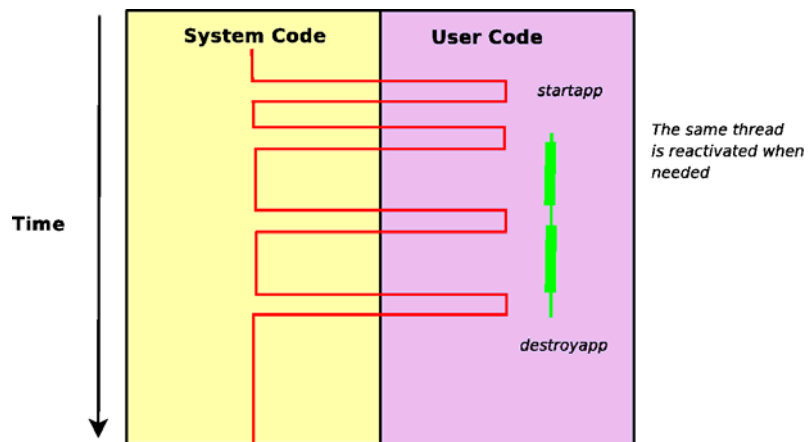 System Code
User Code
startapp
The same thread
is reactivated when
needed
Time
destroyapp